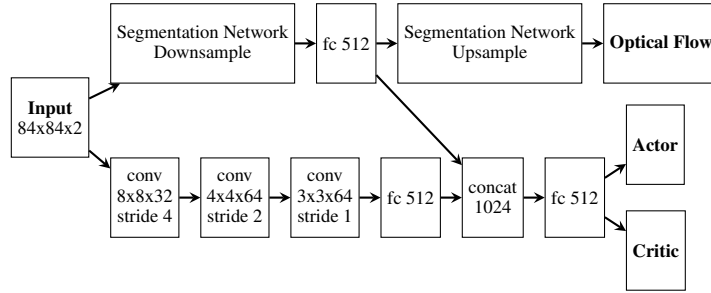 Segmentation Network
Downsample
fc 512
Segmentation Network
Upsample
Optical Flow
Input
84x84x2
conv
8x8x32
stride 4
conv
4x4x64
stride 2
conv
3x3x64
stride 1
fc 512
concat
1024
fc 512
Actor
Critic